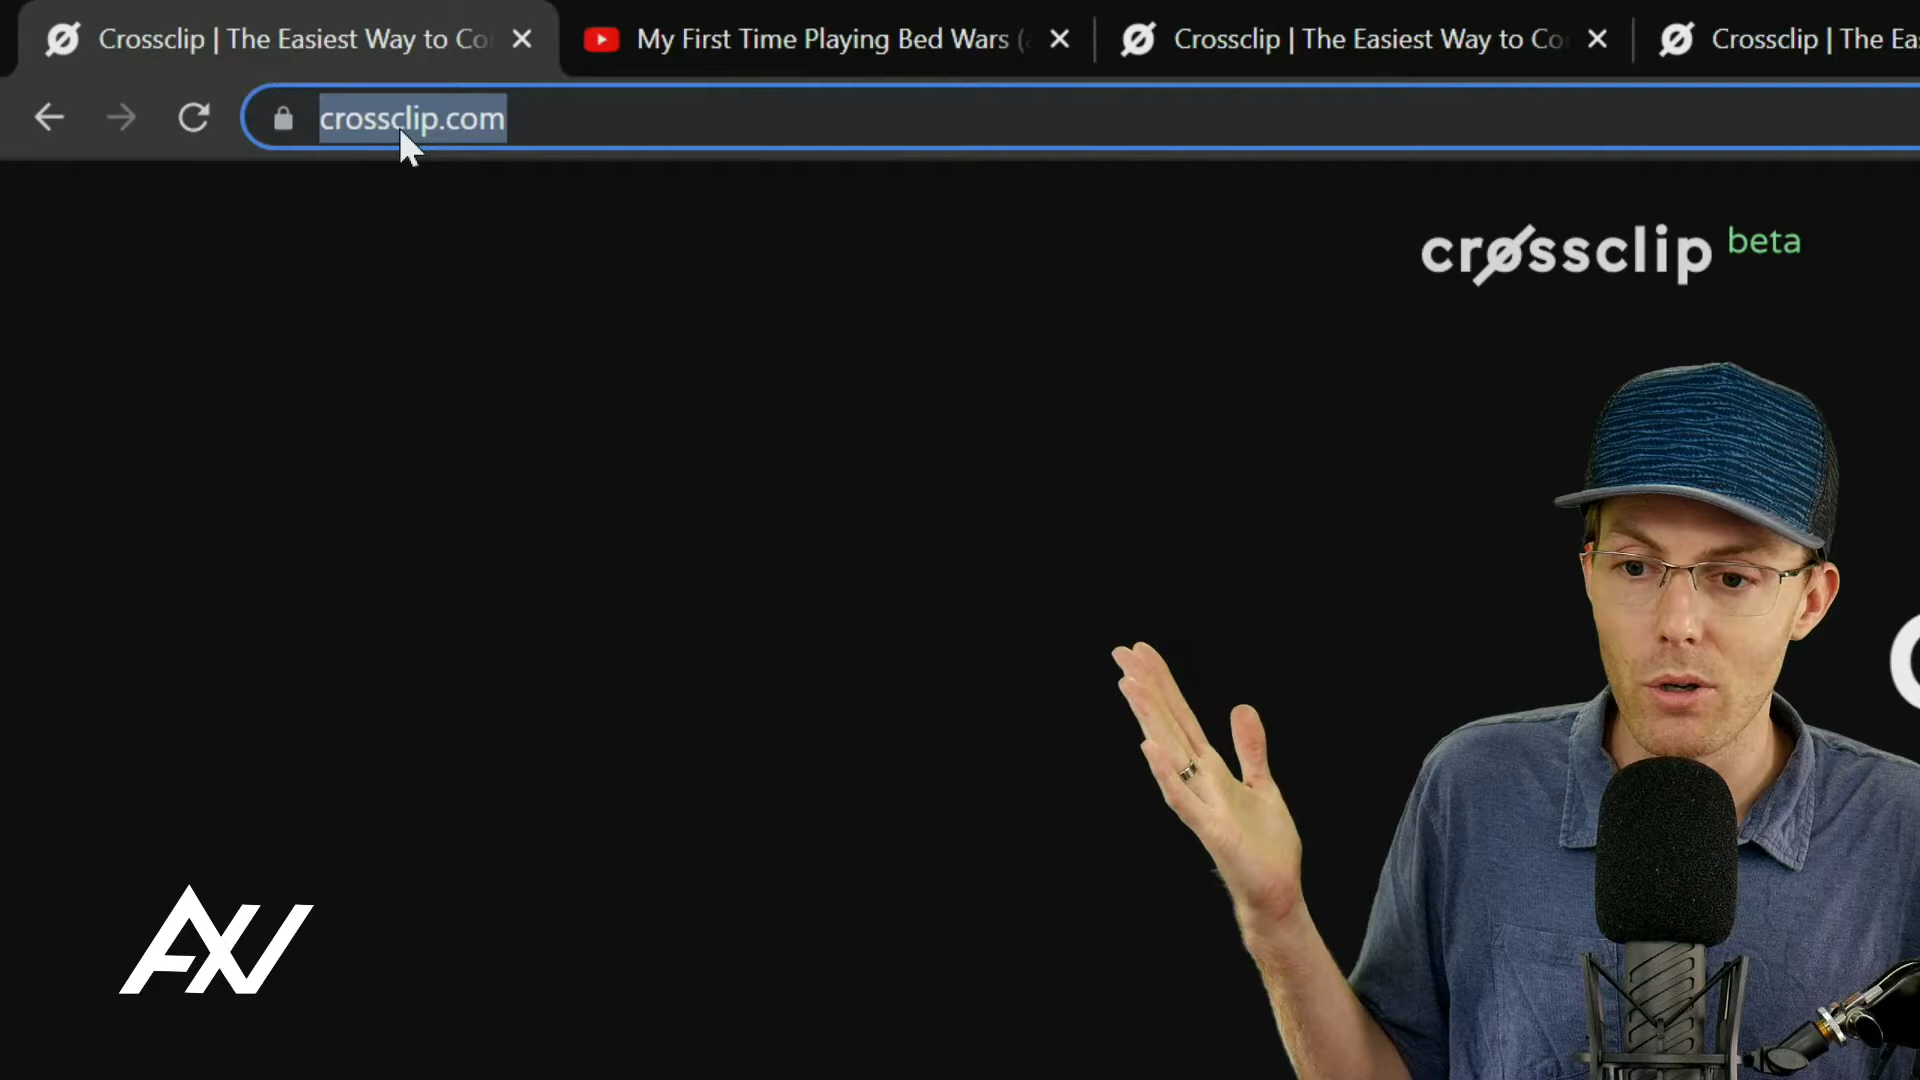 Crossclip | The Easiest Way to Co
My First Time Playing Bed Wars (
Crossclip | The Easiest Way to Co
Crossclip | The Ea
crossclip.com
crøssclip beta